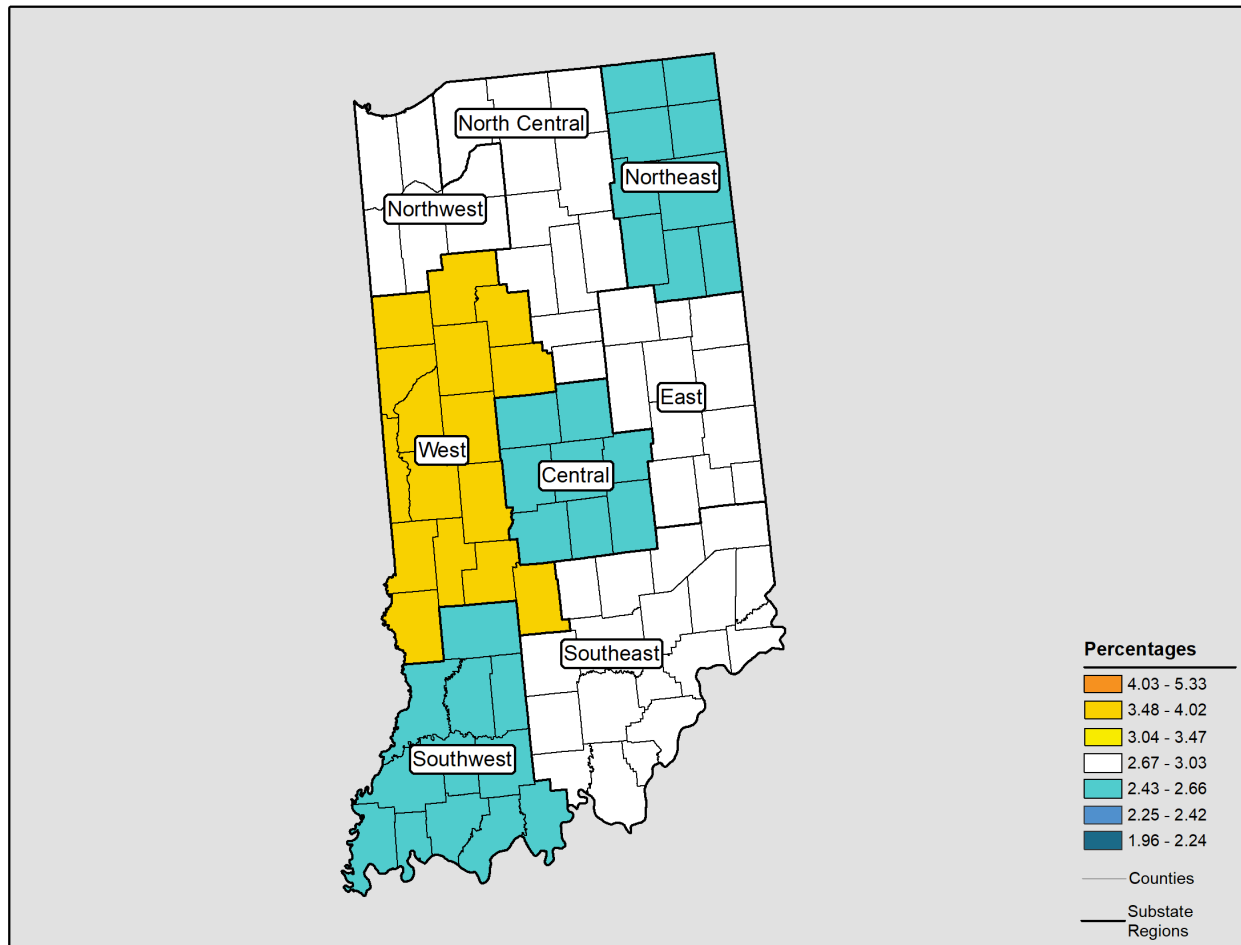 North Central
Northeast
Northwest
East
West
Central
Southeast
Southwest
Percentages
4.03 - 5.33
3.48 - 4.02
3.04 - 3.47
2.67 - 3.03
2.43 - 2.66
2.25 - 2.42
1.96 - 2.24
Counties
Substate
Regions